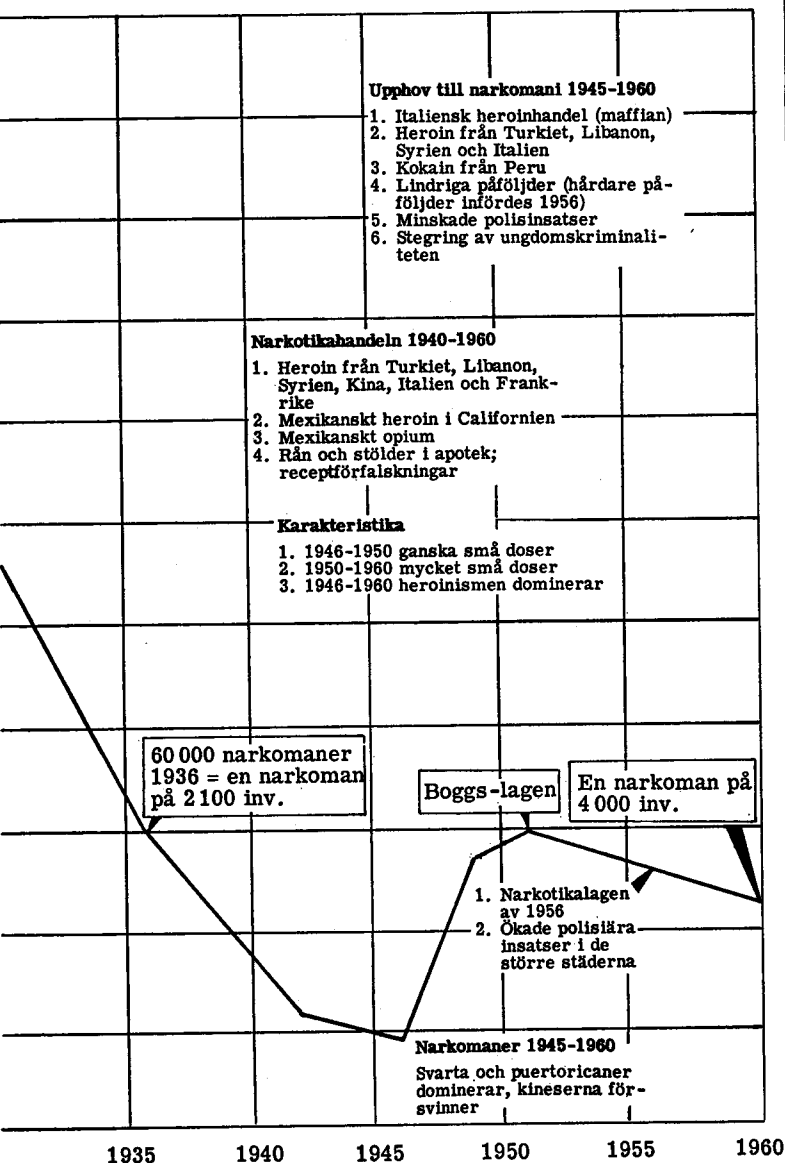 Upphov till narkomani 1945-1960
1. Italiensk heroinhandel (maffian)
2. Heroin från Turkiet, Libanon,
Syrien och Italien
3. Kokain från Peru
4. Lindriga påföljder (hårdare på-
följder infördes 1956)
5. Minskade polisinsatser
6. Stegring av ungdomskriminali-
teten
Narkotikahandeln 1940-1960
1. Heroin från Turkiet, Libanon,
Syrien, Kina, Italien och Frank-
rike
2. Mexikanskt heroin i Californien
3. Mexikanskt opium
4. Rån och stölder i apotek;
receptförfalskningar
Karakteristika
1. 1946-1950 ganska små doser
2. 1950-1960 mycket små doser
3. 1946-1960 heroinismen dominerar
60 000 narkomaner
1936 = en narkoman
på 2 100 inv.
Boggs-lagen
En narkoman på
4 000 inv.
1. Narkotikalagen
av 1956
2. Ökade polisiära
insatser i de
större städerna
Narkomaner 1945-1960
Svarta och puertoricaner
dominerar, kineserna för-
svinner
1935 1940 1945 1950 1955 1960